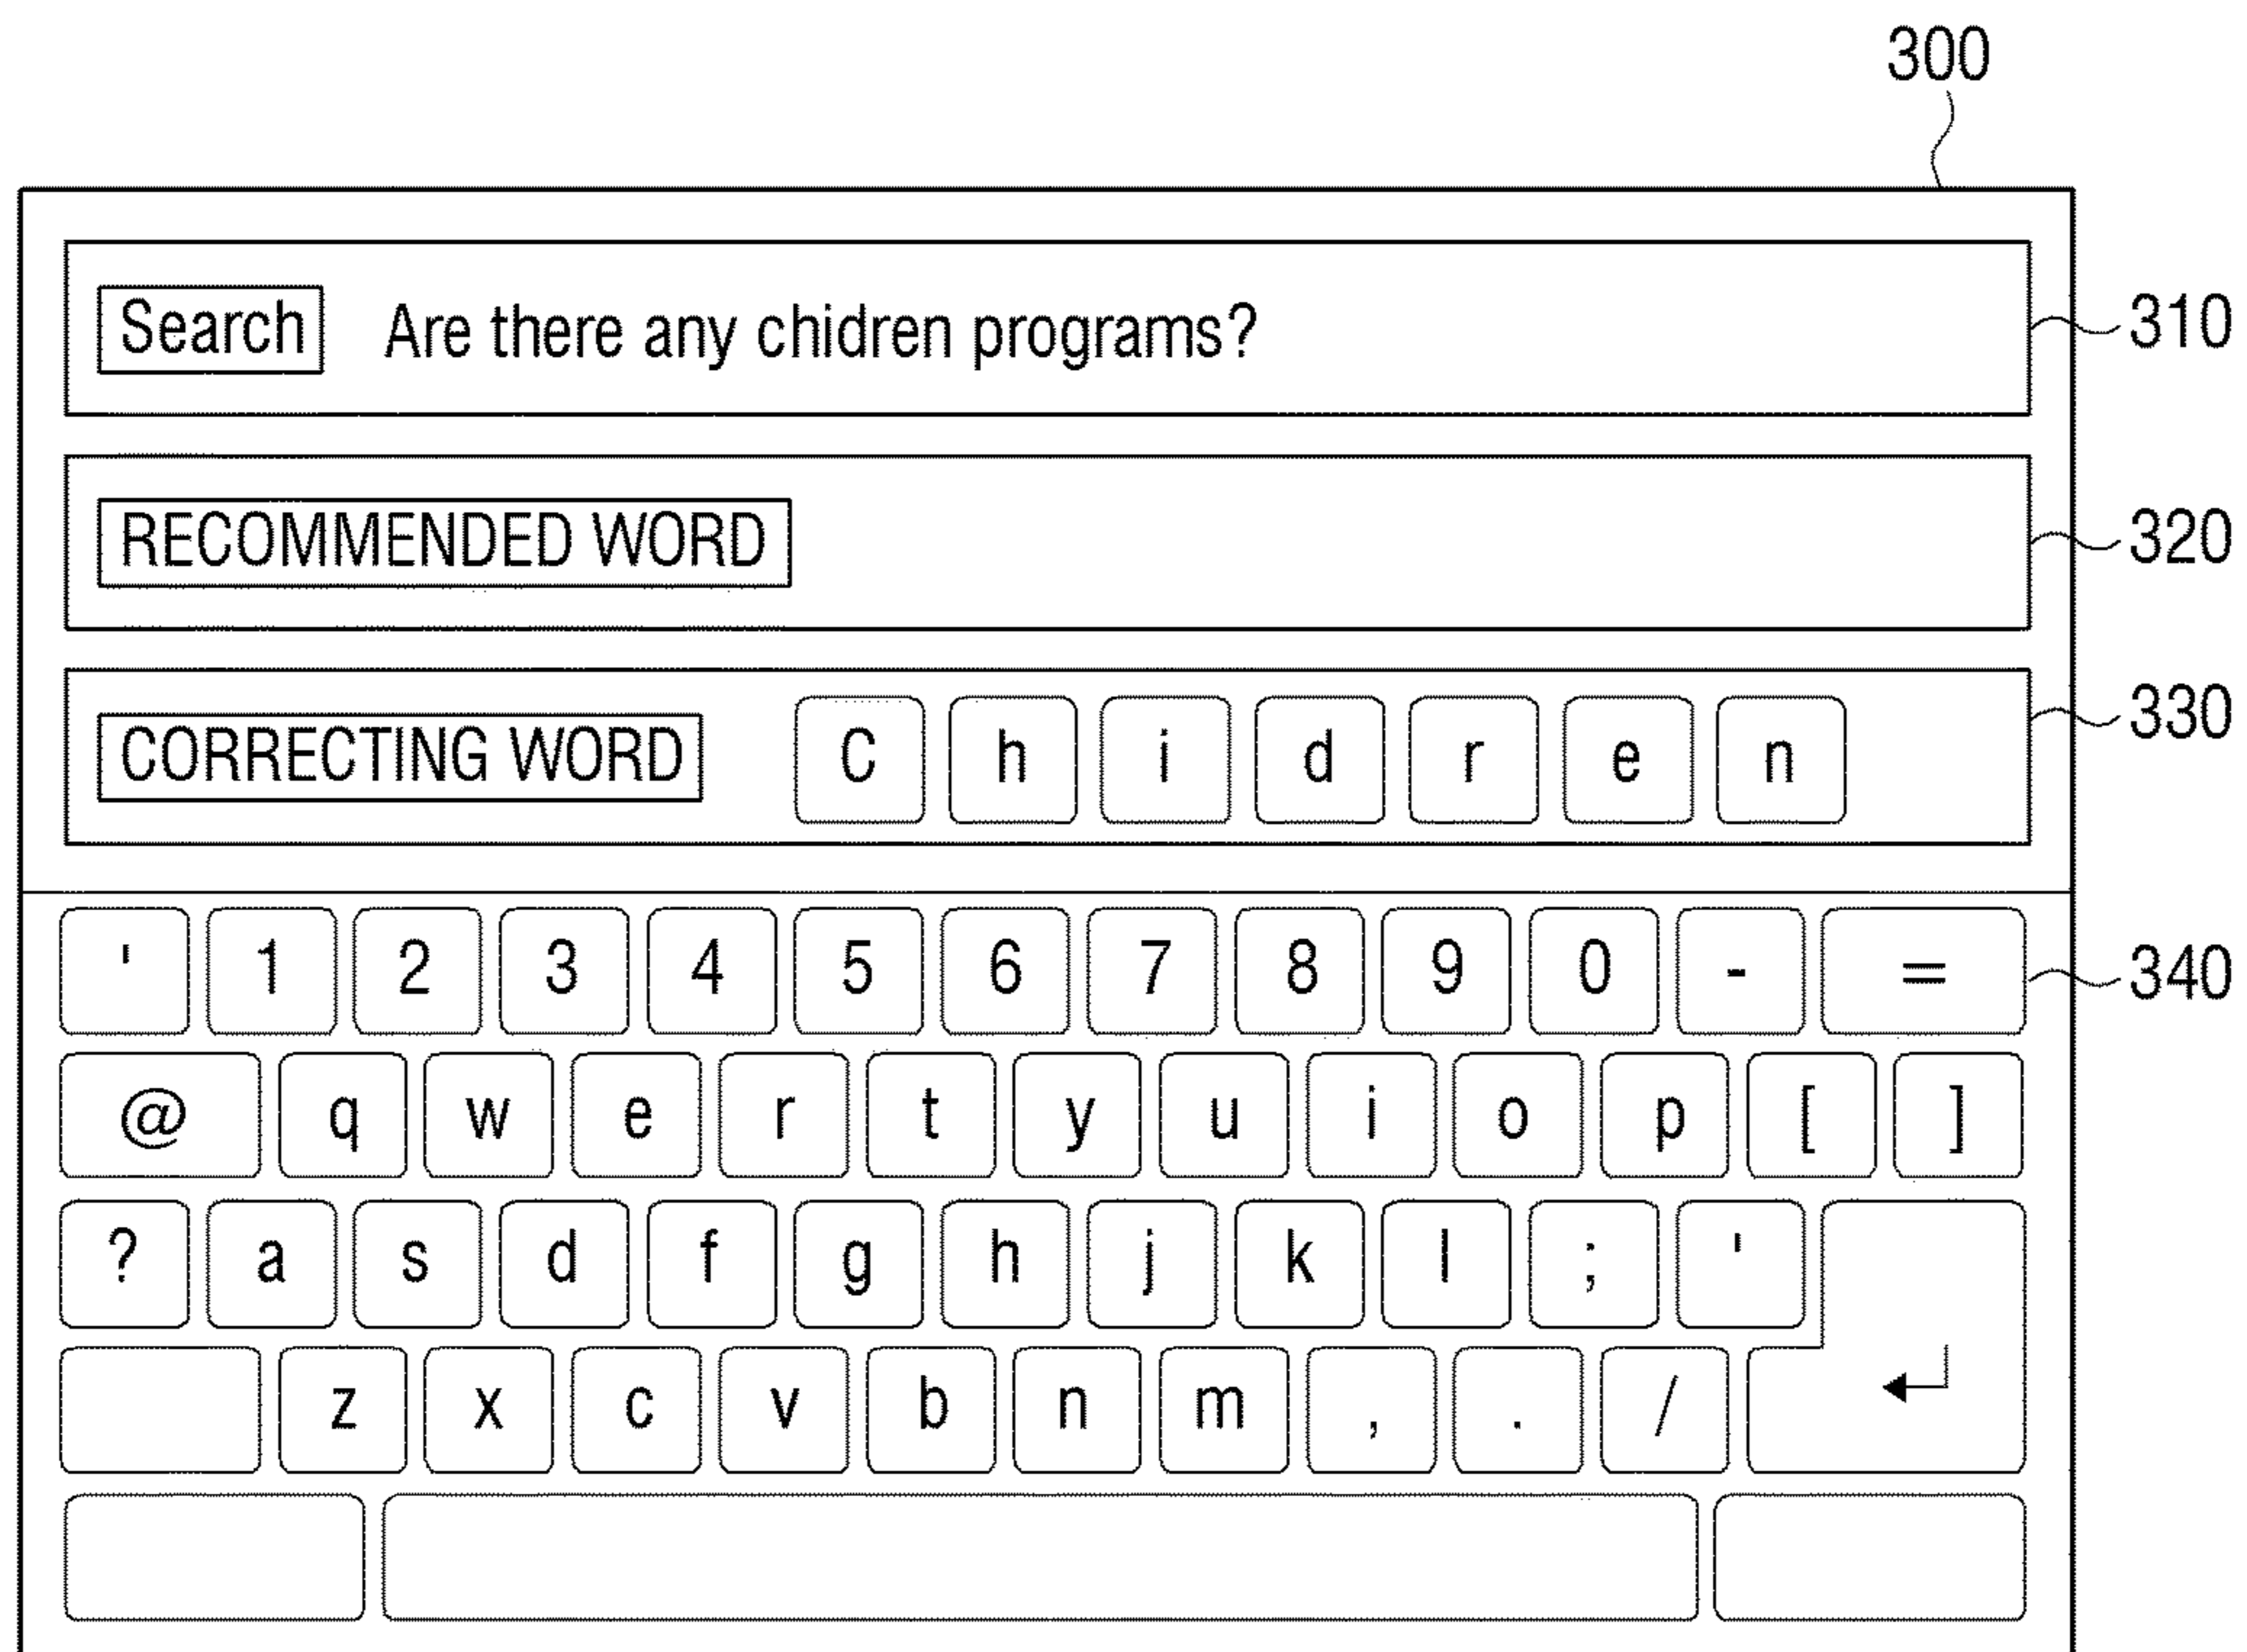 300
Search Are there any chidren programs? 310
RECOMMENDED WORD 320
CORRECTING WORD C h i d r e n 330
' 1 2 3 4 5 6 7 8 9 0 - = 340
@ q w e r t y u i o p [ ]
? a s d f g h j k l ; '
z x c v b n m , . /